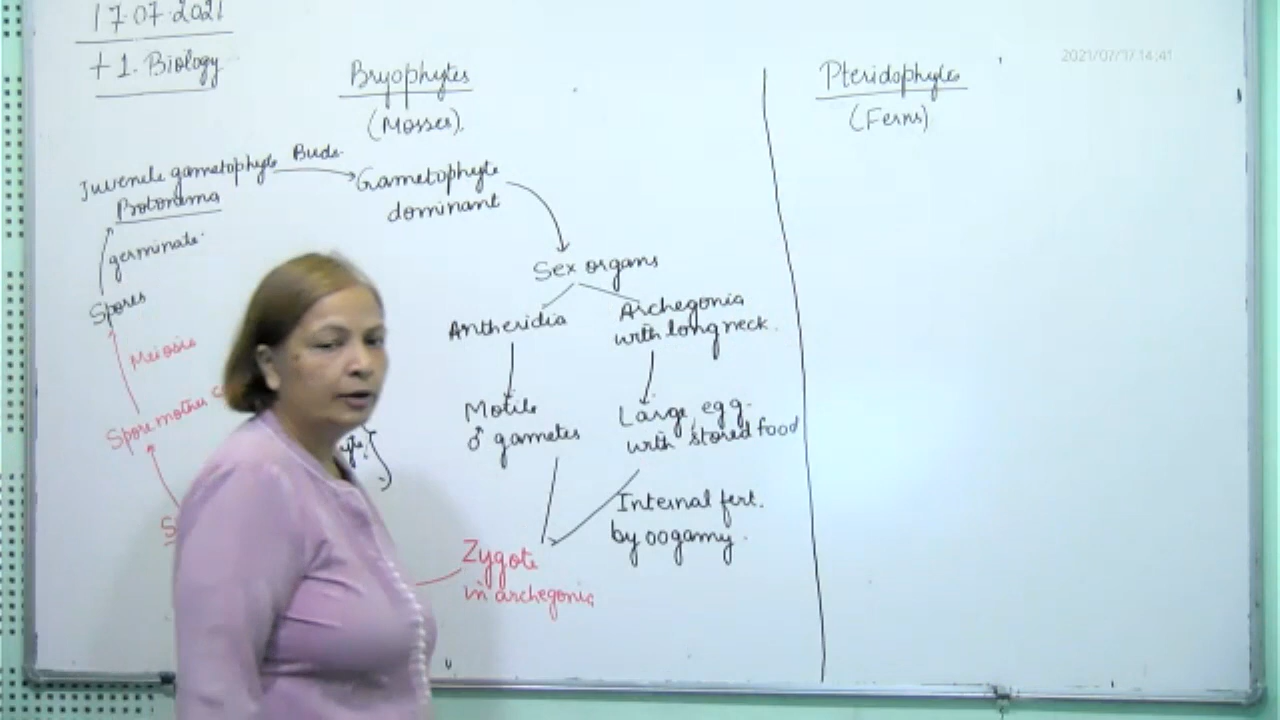 17.07.2021
+1. Biology
2021/07/17 14:41
Bryophytes
(Mosses).
Pteridophytes
(Ferns)
Juvenile gametophyte
Protonema
Buds.
Gametophyte
dominant
germinate.
Spores
Meiosis
Spore mother
Sex organs
Antheridia
Archegonia
with long neck.
Motile
♂ gametes
Large egg
with stored food
Internal fert.
by oogamy.
Zygote
in archegonia